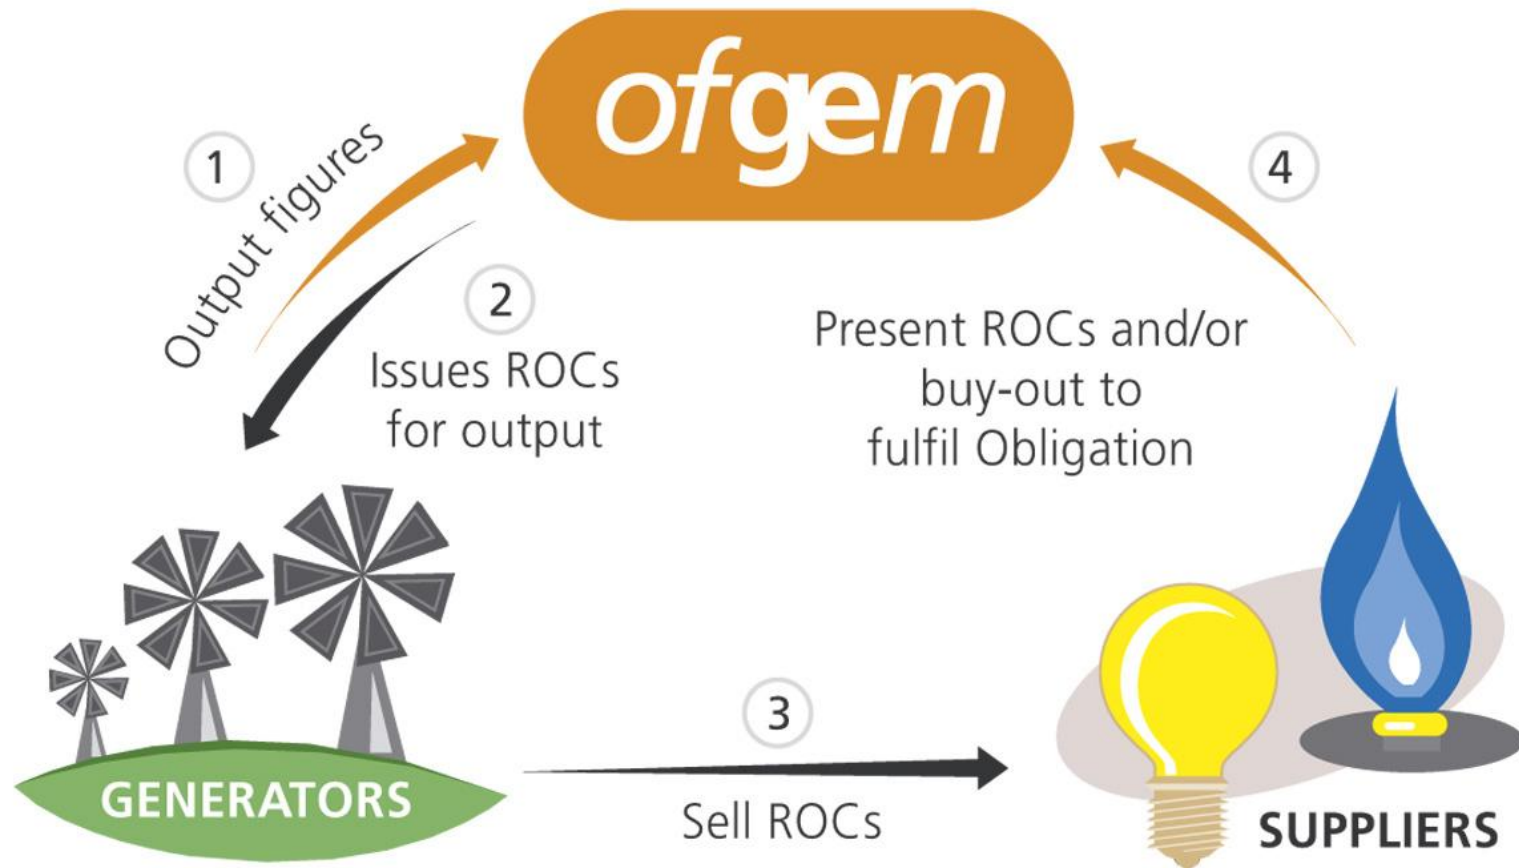 ofgem
1
Output figures
2
Issues ROCs
for output
4
Present ROCs and/or
buy-out to
fulfil Obligation
GENERATORS
3
Sell ROCs
SUPPLIERS